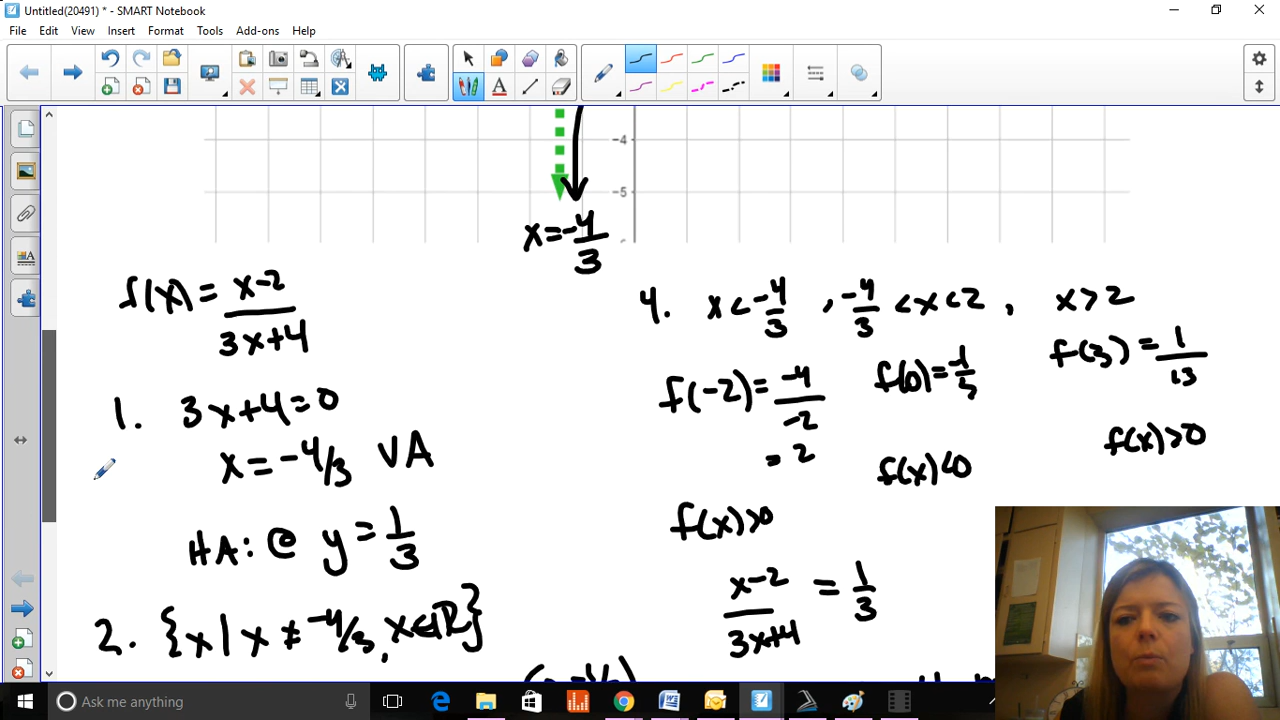 Untitled(20491) * - SMART Notebook
File Edit View Insert Format Tools Add-ons Help
-4
-5
x=-4/3
f(x) = x-2/3x+4
1. 3x+4=0
x=-4/3 VA
HA: @ y=1/3
2. {x|x≠-4/3, x∈R}
4. x<-4/3, -4/3<x<2, x>2
f(-2)=-4/-2
= 2
f(x)>0
f(0)=-1/
f(x)<0
f(3)=1/13
f(x)>0
x-2/3x+4 = 1/3
Ask me anything